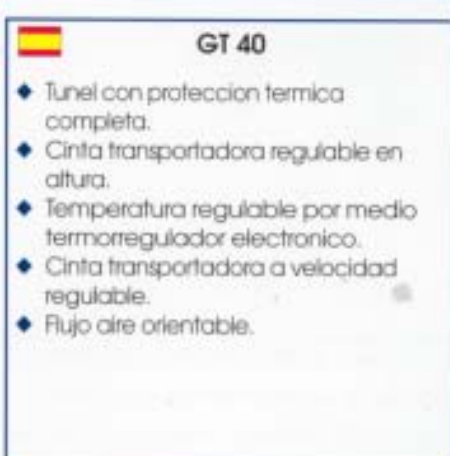 GT 40
◆ Tunel con proteccion termica
completa.
◆ Cinta transportadora regulable en
altura.
◆ Temperatura regulable por medio
termorregulador electronico.
◆ Cinta transportadora a velocidad
regulable.
◆ Flujo aire orientable.